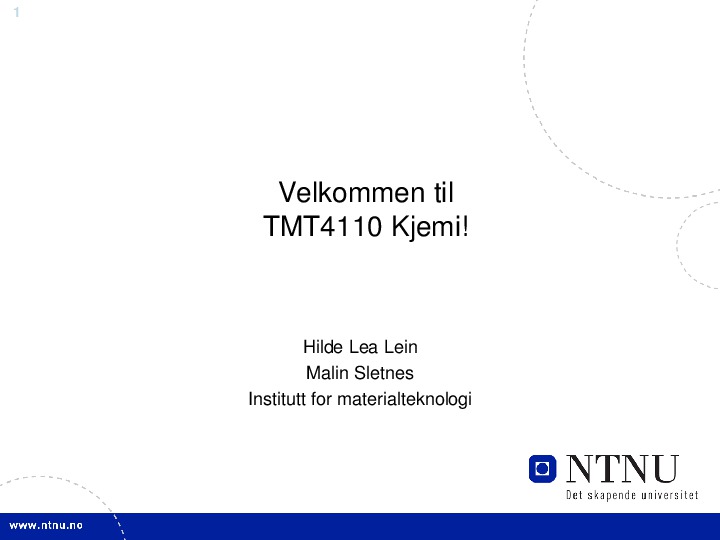 1
Velkommen til
TMT4110 Kjemi!
Hilde Lea Lein
Malin Sletnes
Institutt for materialteknologi
NTNU
Det skapende universitet
www.ntnu.no